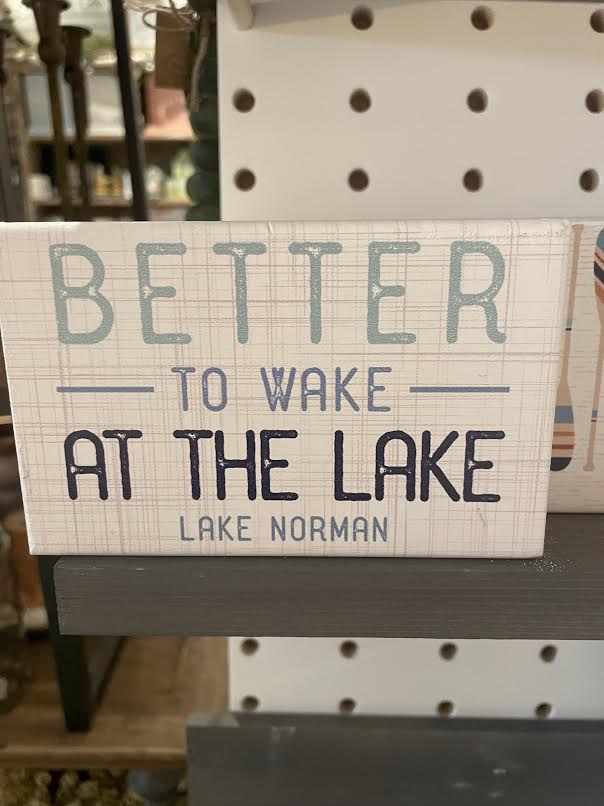 BETTER
TO WAKE
AT THE LAKE
LAKE NORMAN